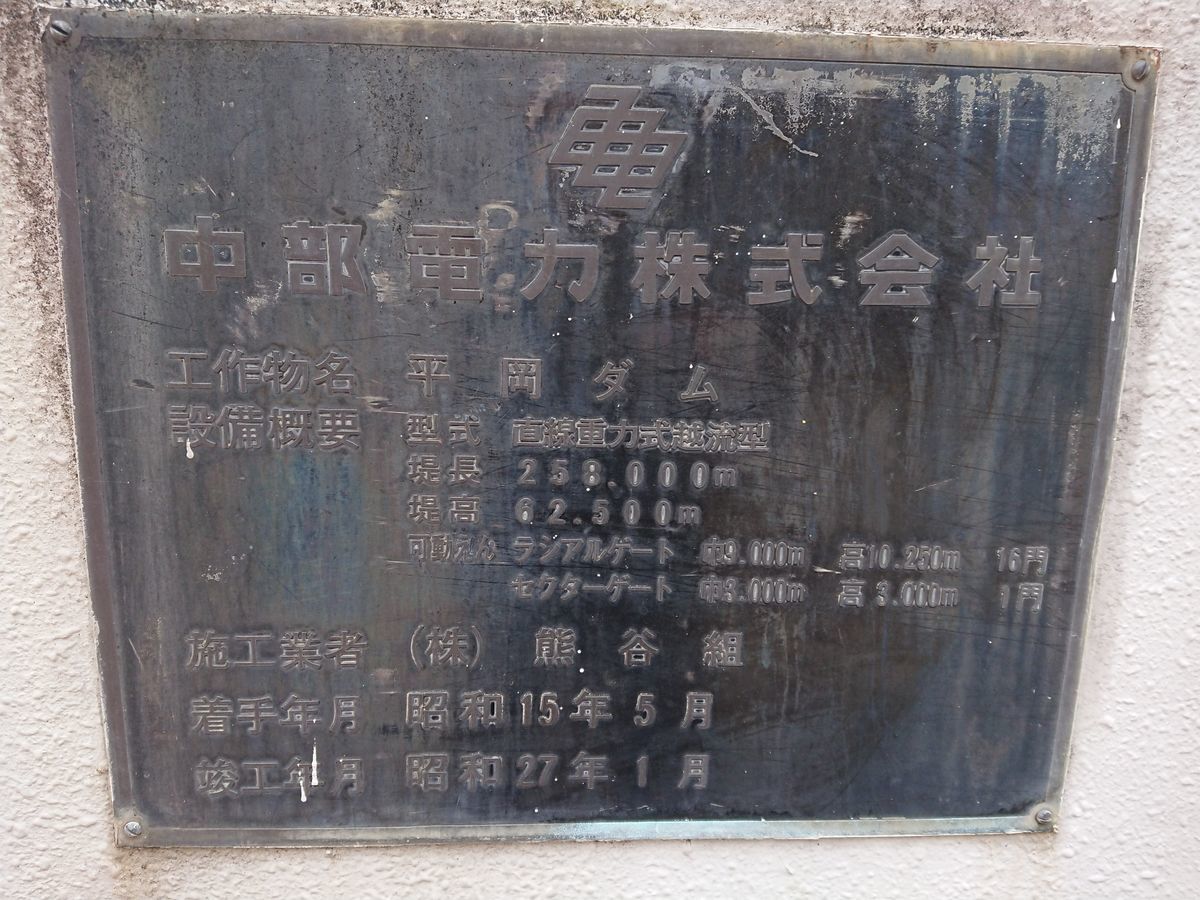 中部電力株式会社
工作物名 平岡ダム
設備概要 型式 直線重力式越流型
堤長 258.000m
堤高 62.500m
可動えん ラジアルゲート 巾9.000m 高10.250m 16門
セクターゲート 巾3.000m 高3.000m 1門
施工業者 (株) 熊谷組
着手年月 昭和15年5月
竣工年月 昭和27年1月